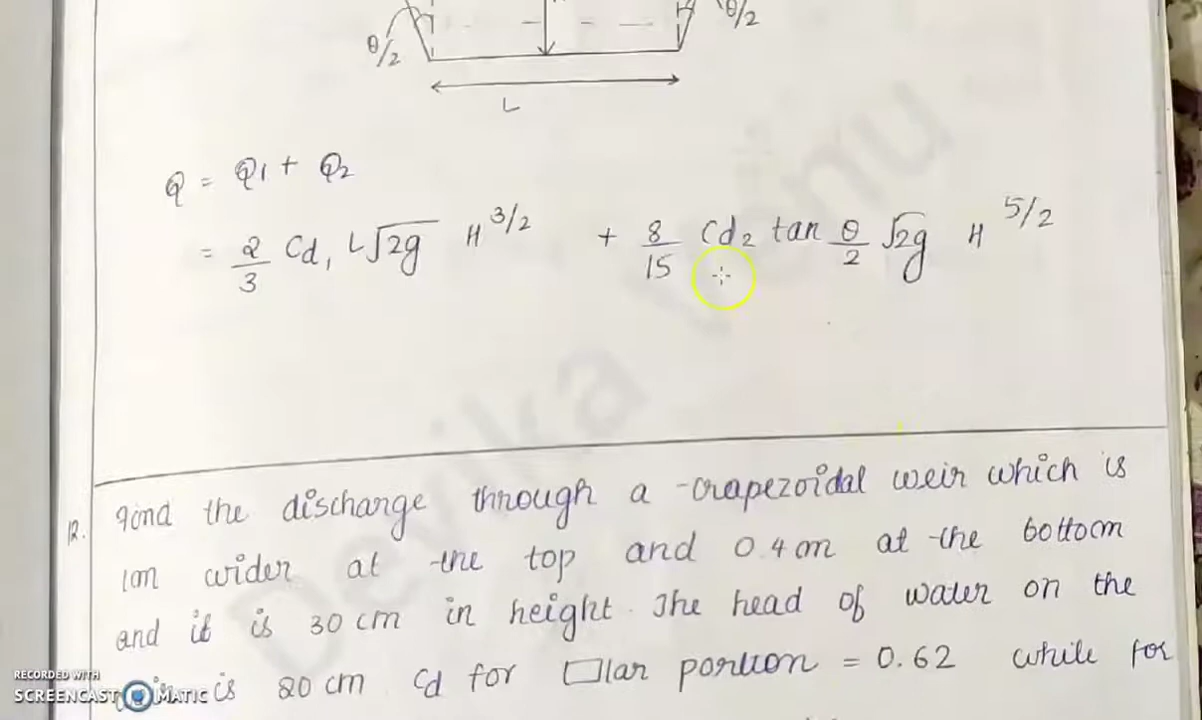 θ/2 θ/2
L
Q = Q1 + Q2
= 2/3 Cd1 L√2g H^3/2 + 8/15 Cd2 tan θ/2 √2g H^5/2
12. find the discharge through a trapezoidal weir which is
1m wider at the top and 0.4m at the bottom
and it is 30 cm in height. The head of water on the
is 20 cm Cd for □lar portion = 0.62 while for
RECORDED WITH
SCREENCAST MATIC
Devika Venu